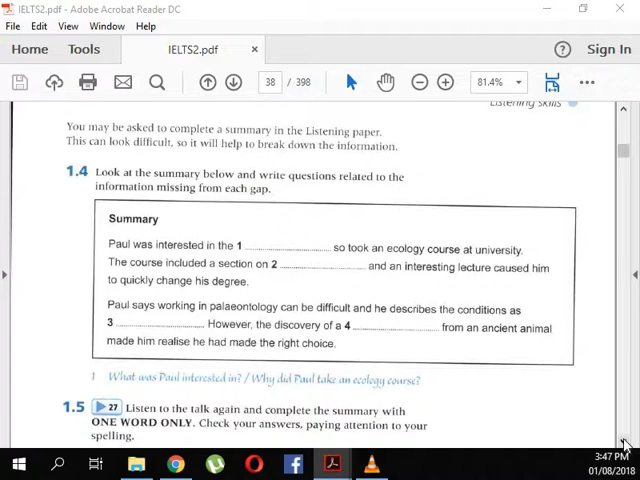 IELTS2.pdf - Adobe Acrobat Reader DC
File Edit View Window Help
Home Tools IELTS2.pdf × Sign In
38 / 398 81.4%
Listening skills
You may be asked to complete a summary in the Listening paper.
This can look difficult, so it will help to break down the information.
1.4 Look at the summary below and write questions related to the
information missing from each gap.
Summary
Paul was interested in the 1 .............................. so took an ecology course at university.
The course included a section on 2 .............................. and an interesting lecture caused him
to quickly change his degree.
Paul says working in palaeontology can be difficult and he describes the conditions as
3 .............................. However, the discovery of a 4 .............................. from an ancient animal
made him realise he had made the right choice.
1 What was Paul interested in? / Why did Paul take an ecology course?
1.5 27 Listen to the talk again and complete the summary with
ONE WORD ONLY. Check your answers, paying attention to your
spelling.
3:47 PM
01/08/2018